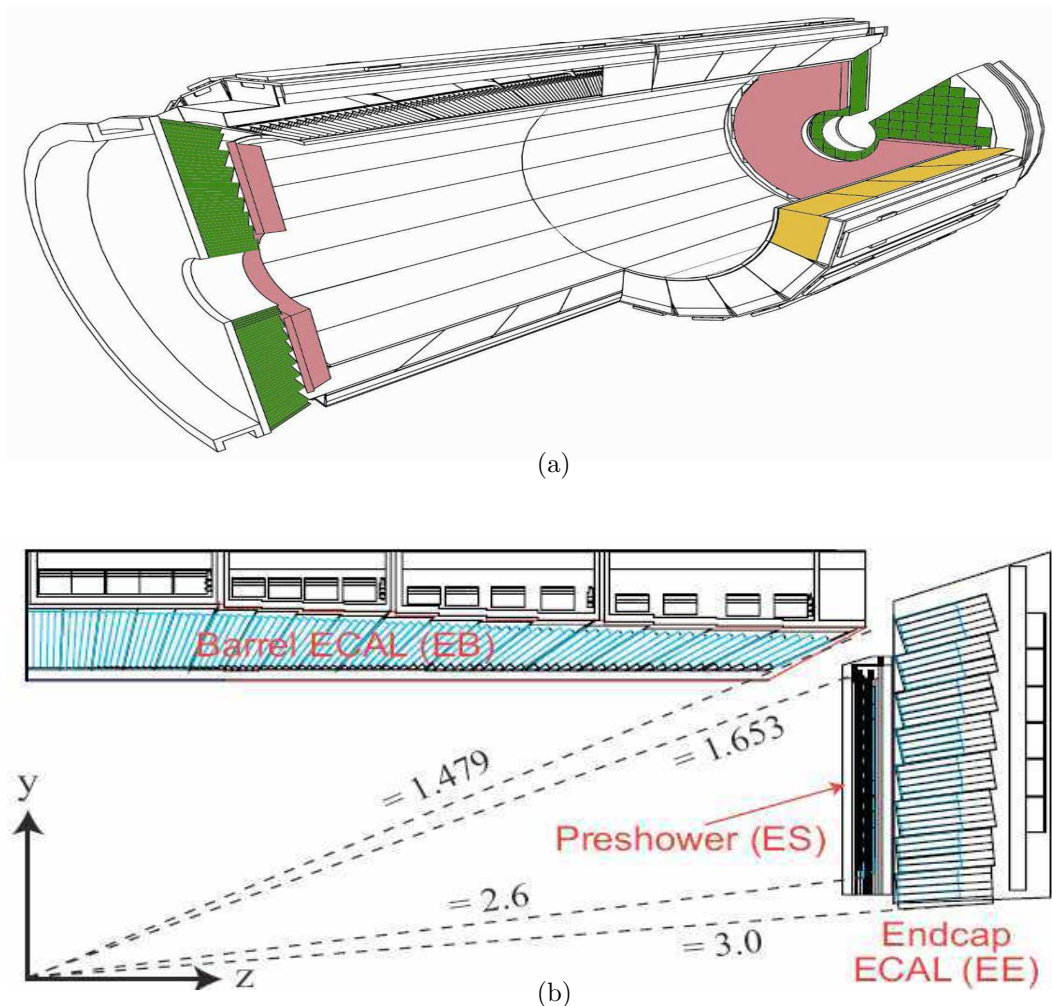 (a)
Barrel ECAL (EB)
= 1.479
= 1.653
y
Preshower (ES)
= 2.6
= 3.0
z
Endcap
ECAL (EE)
(b)